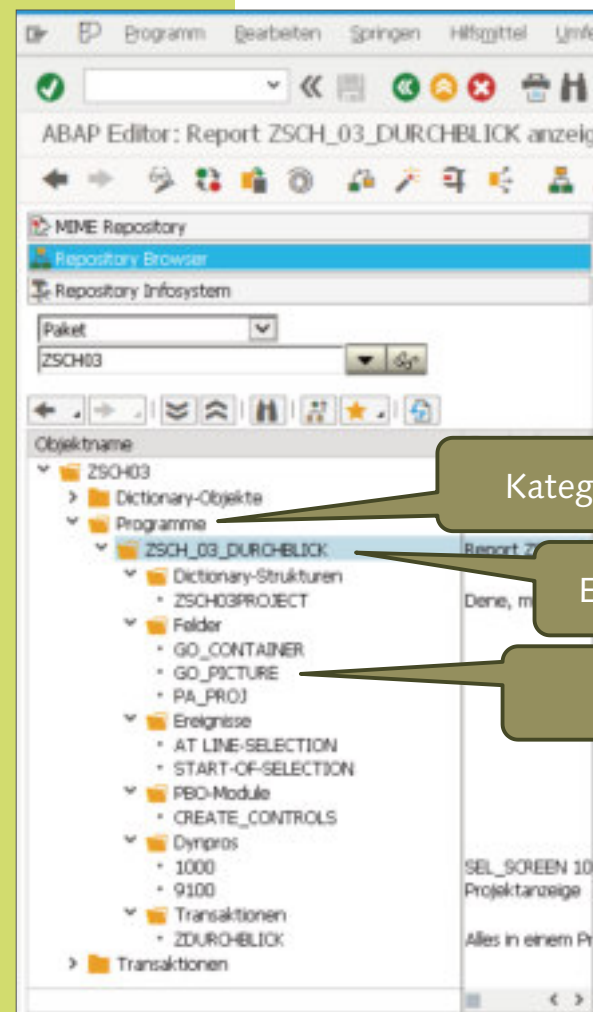 Programm Bearbeiten Springen Hilfsmittel
ABAP Editor: Report ZSCH_03_DURCHBLICK anzeig
MIME Repository
Repository Browser
Repository Infosystem
Paket
ZSCH03
Objektname
ZSCH03
Dictionary-Objekte
Kateg
Programme
ZSCH_03_DURCHBLICK Report Z
Dictionary-Strukturen
E
ZSCH03PROJECT Dene, m
Felder
GO_CONTAINER
GO_PICTURE
PA_PROJ
Ereignisse
AT LINE-SELECTION
START-OF-SELECTION
PBO-Module
CREATE_CONTROLS
Dynpros
1000 SEL_SCREEN 10
9100 Projektanzeige
Transaktionen
ZDURCHBLICK Alles in einem Pr
Transaktionen